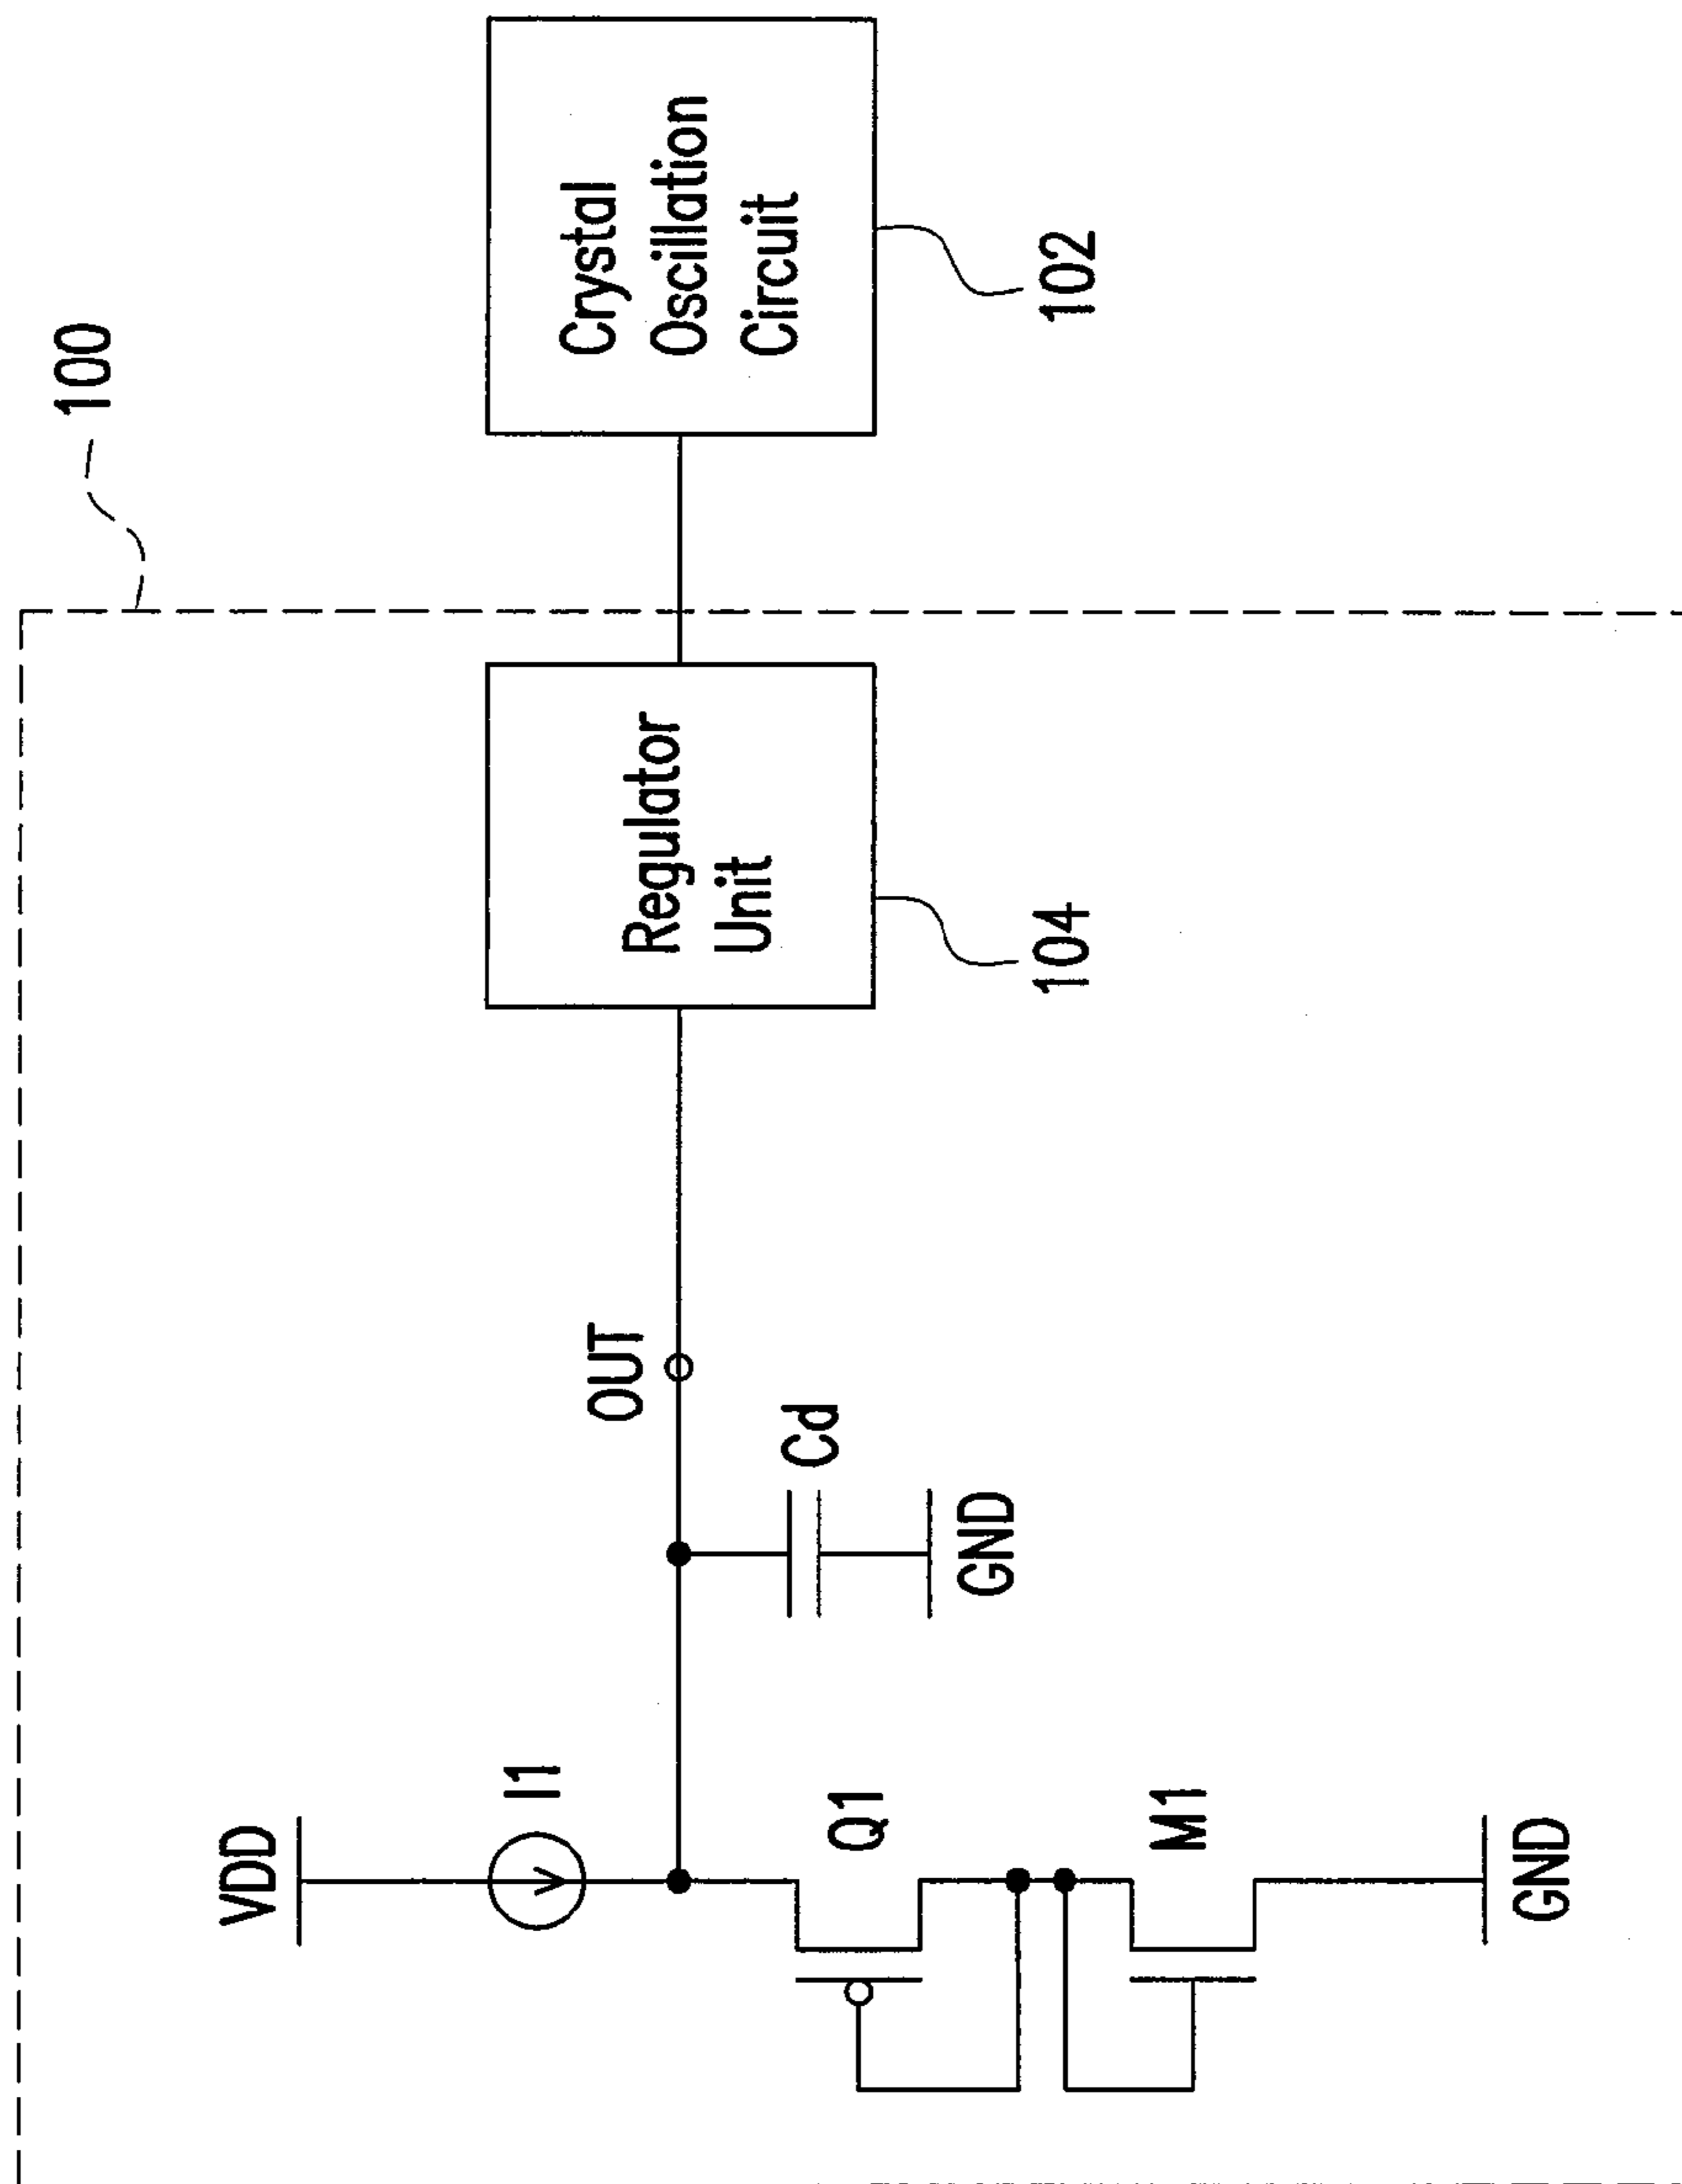 100
VDD
I1
OUT
Regulator
Unit
Crystal
Oscillation
Circuit
Q1
Cd
GND
104
102
M1
GND